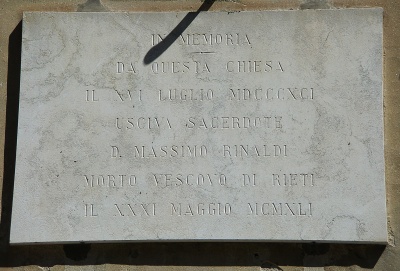 IN MEMORIA
DA QUESTA CHIESA
IL XVI LUGLIO MDCCCXCI
USCIVA SACERDOTE
D. MASSIMO RINALDI
MORTO VESCOVO DI RIETI
IL XXXI MAGGIO MCMXLI